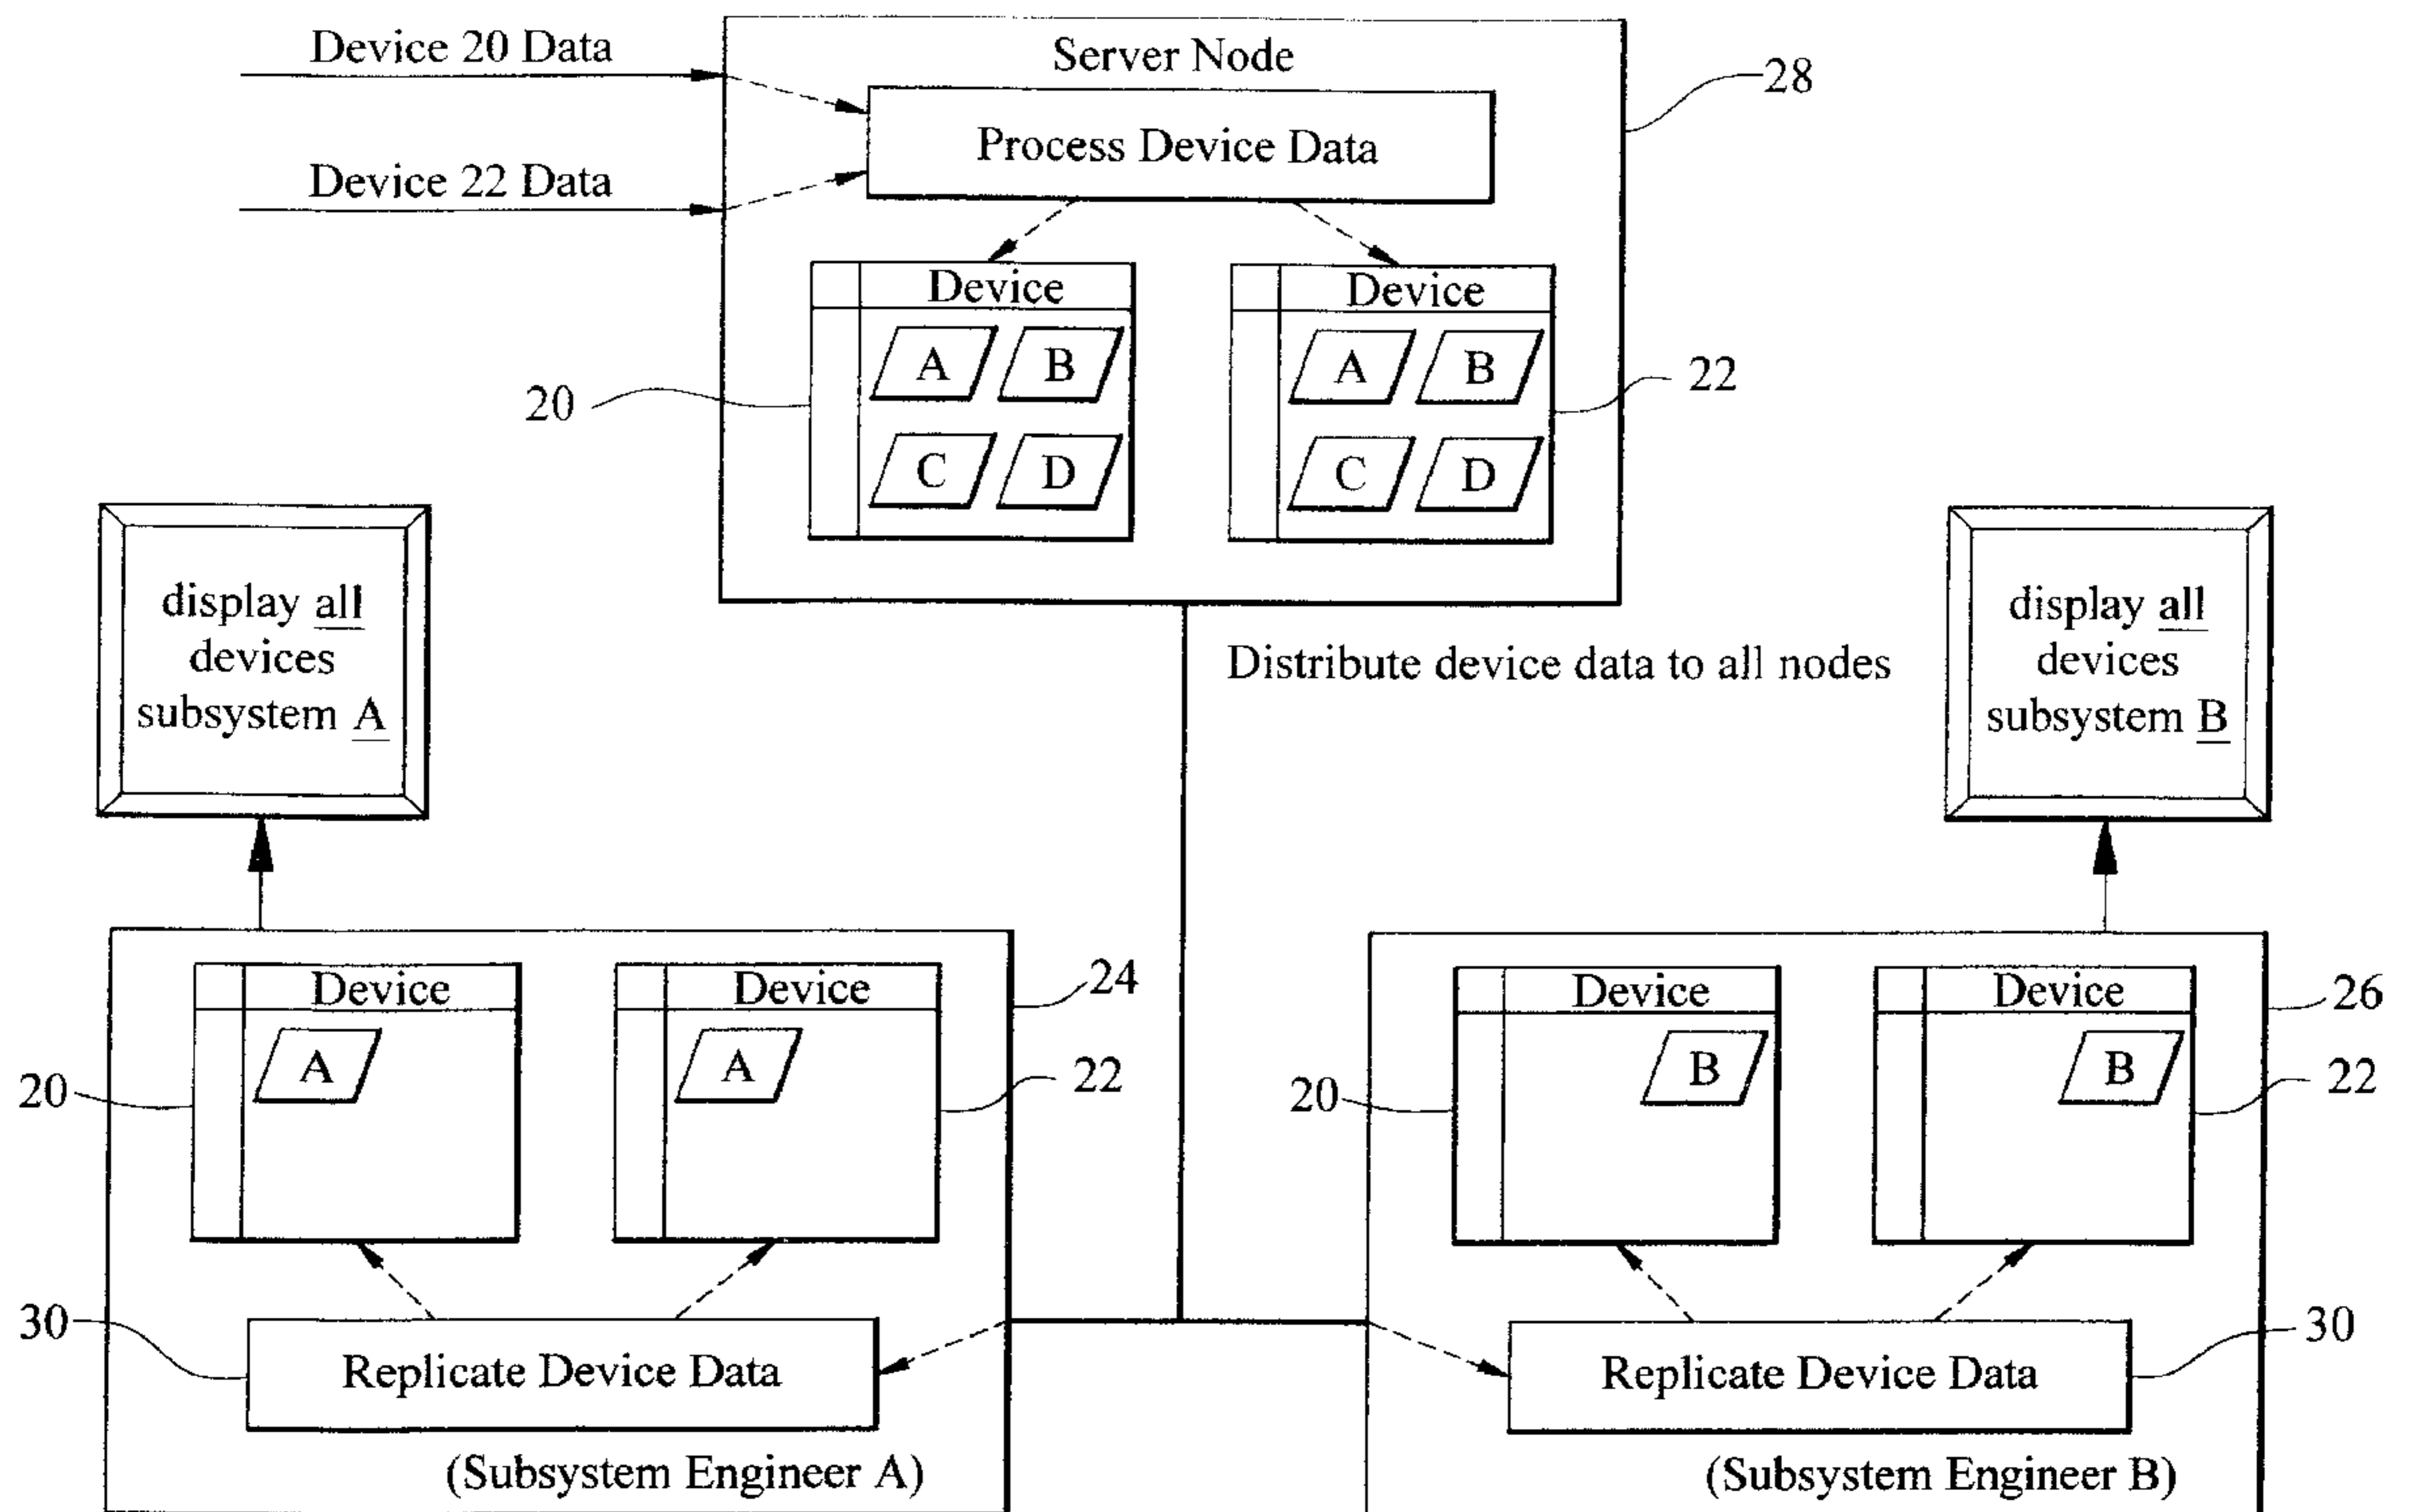 Device 20 Data
Server Node
28
Process Device Data
Device 22 Data
Device
Device
A
B
A
B
20
22
C
D
C
D
display all
devices
subsystem A
display all
devices
subsystem B
Distribute device data to all nodes
Device
Device
24
Device
Device
26
A
A
B
B
20
22
20
22
30
Replicate Device Data
Replicate Device Data
30
(Subsystem Engineer A)
(Subsystem Engineer B)